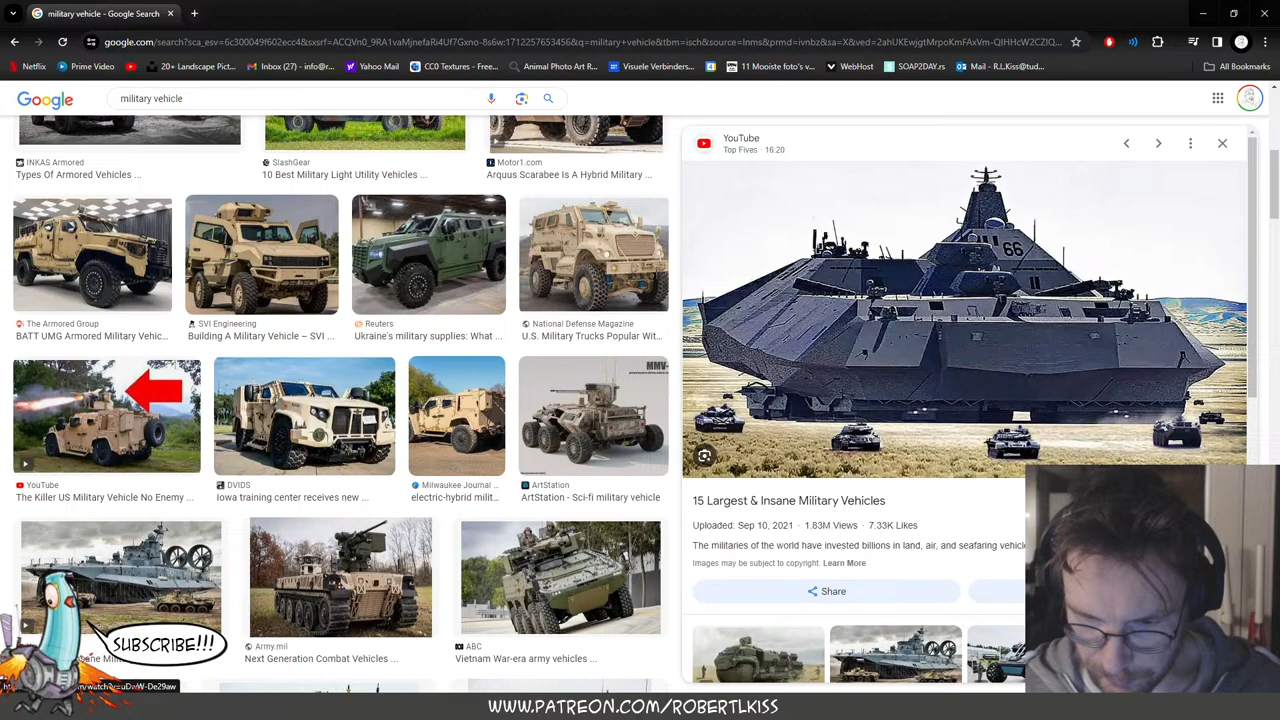 military vehicle - Google Search
google.com/search?sca_esv=6c300049f602ecc4&sxsrf=ACQVn0_9RA1vaMjnefaRi4Uf7Gxno-8s6w:1712257653456&q=military+vehicle&tbm=isch&source=lnms&prmd=ivnbz&sa=X&ved=2ahUKEwjgtMrpoKmFAxVm-QIHHcW2CZIQ...
Netflix
Prime Video
20+ Landscape Pict...
Inbox (27) - info@r...
Yahoo Mail
CC0 Textures - Free...
Animal Photo Art R...
Visuele Verbinders...
11 Mooiste foto's v...
WebHost
SOAP2DAY.rs
Mail - R.L.Kiss@tud...
All Bookmarks
Google
military vehicle
INKAS Armored
Types Of Armored Vehicles ...
SlashGear
10 Best Military Light Utility Vehicles ...
Motor1.com
Arquus Scarabee Is A Hybrid Military ...
The Armored Group
BATT UMG Armored Military Vehic...
SVI Engineering
Building A Military Vehicle – SVI ...
Reuters
Ukraine's military supplies: What ...
National Defense Magazine
U.S. Military Trucks Popular Wit...
MMV-
YouTube
The Killer US Military Vehicle No Enemy ...
DVIDS
Iowa training center receives new ...
Milwaukee Journal ...
electric-hybrid milit...
ArtStation
ArtStation - Sci-fi military vehicle
Army.mil
Next Generation Combat Vehicles ...
ABC
Vietnam War-era army vehicles ...
YouTube
Top Fives · 16:20
66
15 Largest & Insane Military Vehicles
Uploaded: Sep 10, 2021 · 1.83M Views · 7.33K Likes
The militaries of the world have invested billions in land, air, and seafaring vehicle
Images may be subject to copyright. Learn More
Share
SUBSCRIBE!!!
www.patreon.com/robertlkiss